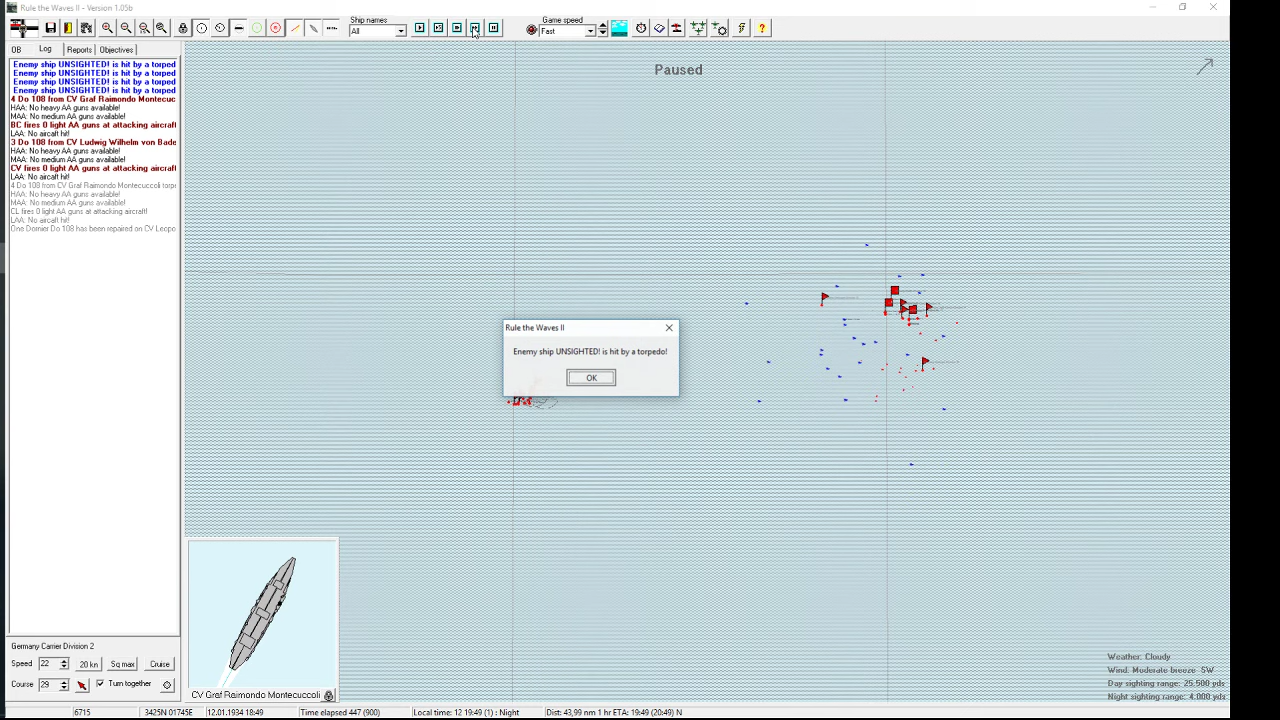 Rule the Waves II - Version 1.05b
Ship names
All
Game speed
Fast
OB Log Reports Objectives
Enemy ship UNSIGHTED! is hit by a torped
Enemy ship UNSIGHTED! is hit by a torped
Enemy ship UNSIGHTED! is hit by a torped
Enemy ship UNSIGHTED! is hit by a torped
4 Do 108 from CV Graf Raimondo Montecuc
HAA: No heavy AA guns available!
MAA: No medium AA guns available!
BC fires 0 light AA guns at attacking aircraft
LAA: No aircaft hit!
3 Do 108 from CV Ludwig Wilhelm von Bade
HAA: No heavy AA guns available!
MAA: No medium AA guns available!
CV fires 0 light AA guns at attacking aircraft
LAA: No aircaft hit!
4 Do 108 from CV Graf Raimondo Montecuccoli torpe
HAA: No heavy AA guns available!
MAA: No medium AA guns available!
CL fires 0 light AA guns at attacking aircraft!
LAA: No aircaft hit!
One Dornier Do 108 has been repaired on CV Leopo
Paused
Rule the Waves II
Enemy ship UNSIGHTED! is hit by a torpedo!
OK
Germany Carrier Division 2
Speed 22 20 kn Sq max Cruise
Course 29 Turn together
CV Graf Raimondo Montecuccoli
Weather: Cloudy
Wind: Moderate breeze SW
Day sighting range: 25.500 yds
Night sighting range: 4.000 yds
6715 3425N 01745E 12.01.1934 18:49 Time elapsed 447 (900) Local time: 12 19:49 (1) : Night Dist: 43,99 nm 1 hr ETA: 19:49 (20:49) N